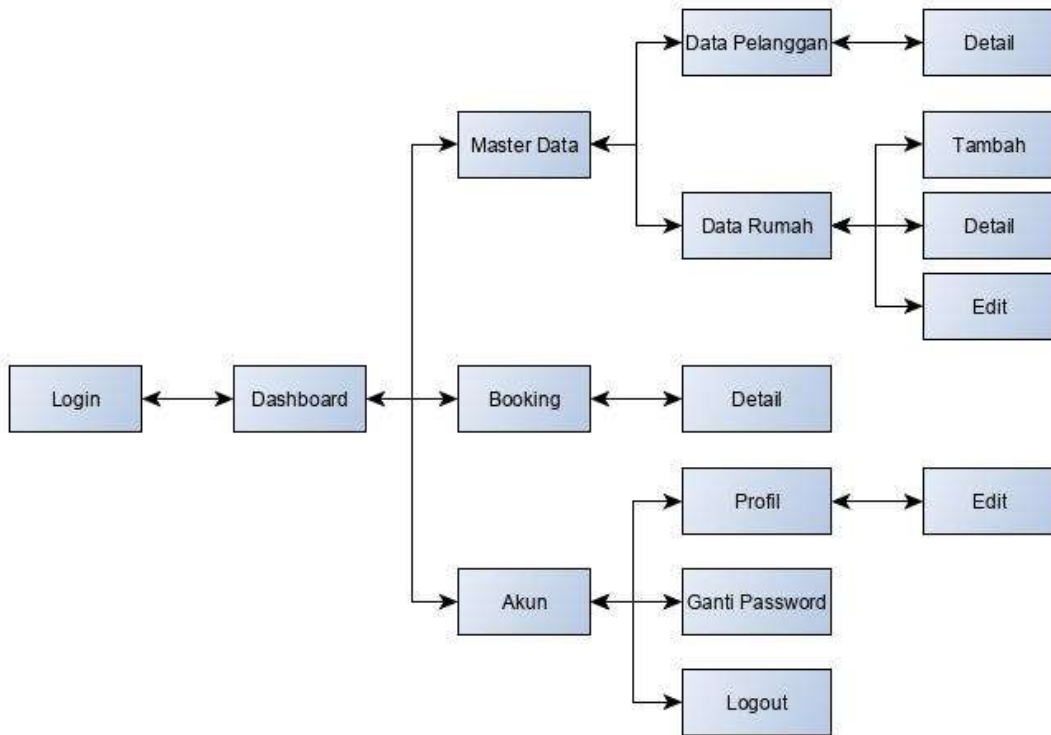 Data Pelanggan
Detail
Master Data
Tambah
Data Rumah
Detail
Edit
Login
Dashboard
Booking
Detail
Profil
Edit
Akun
Ganti Password
Logout